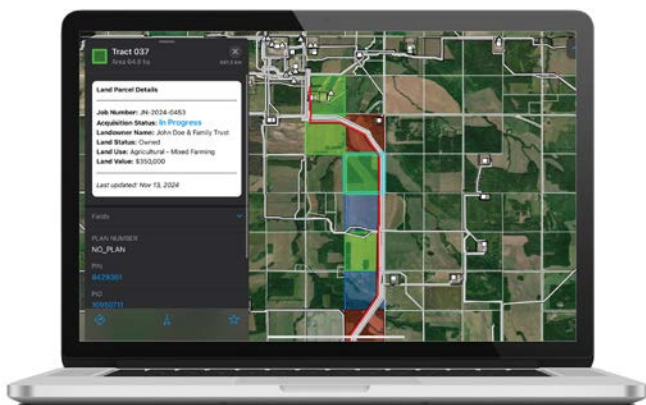 Tract 037
Area 64.8 ha
Land Parcel Details
Job Number: JN-2024-0453
Acquisition Status: In Progress
Landowner Name: John Doe & Family Trust
Land Status: Owned
Land Use: Agricultural - Mixed Farming
Land Value: $350,000
Last updated: Nov 13, 2024
Fields
PLAN NUMBER
NO_PLAN
PIN
PID